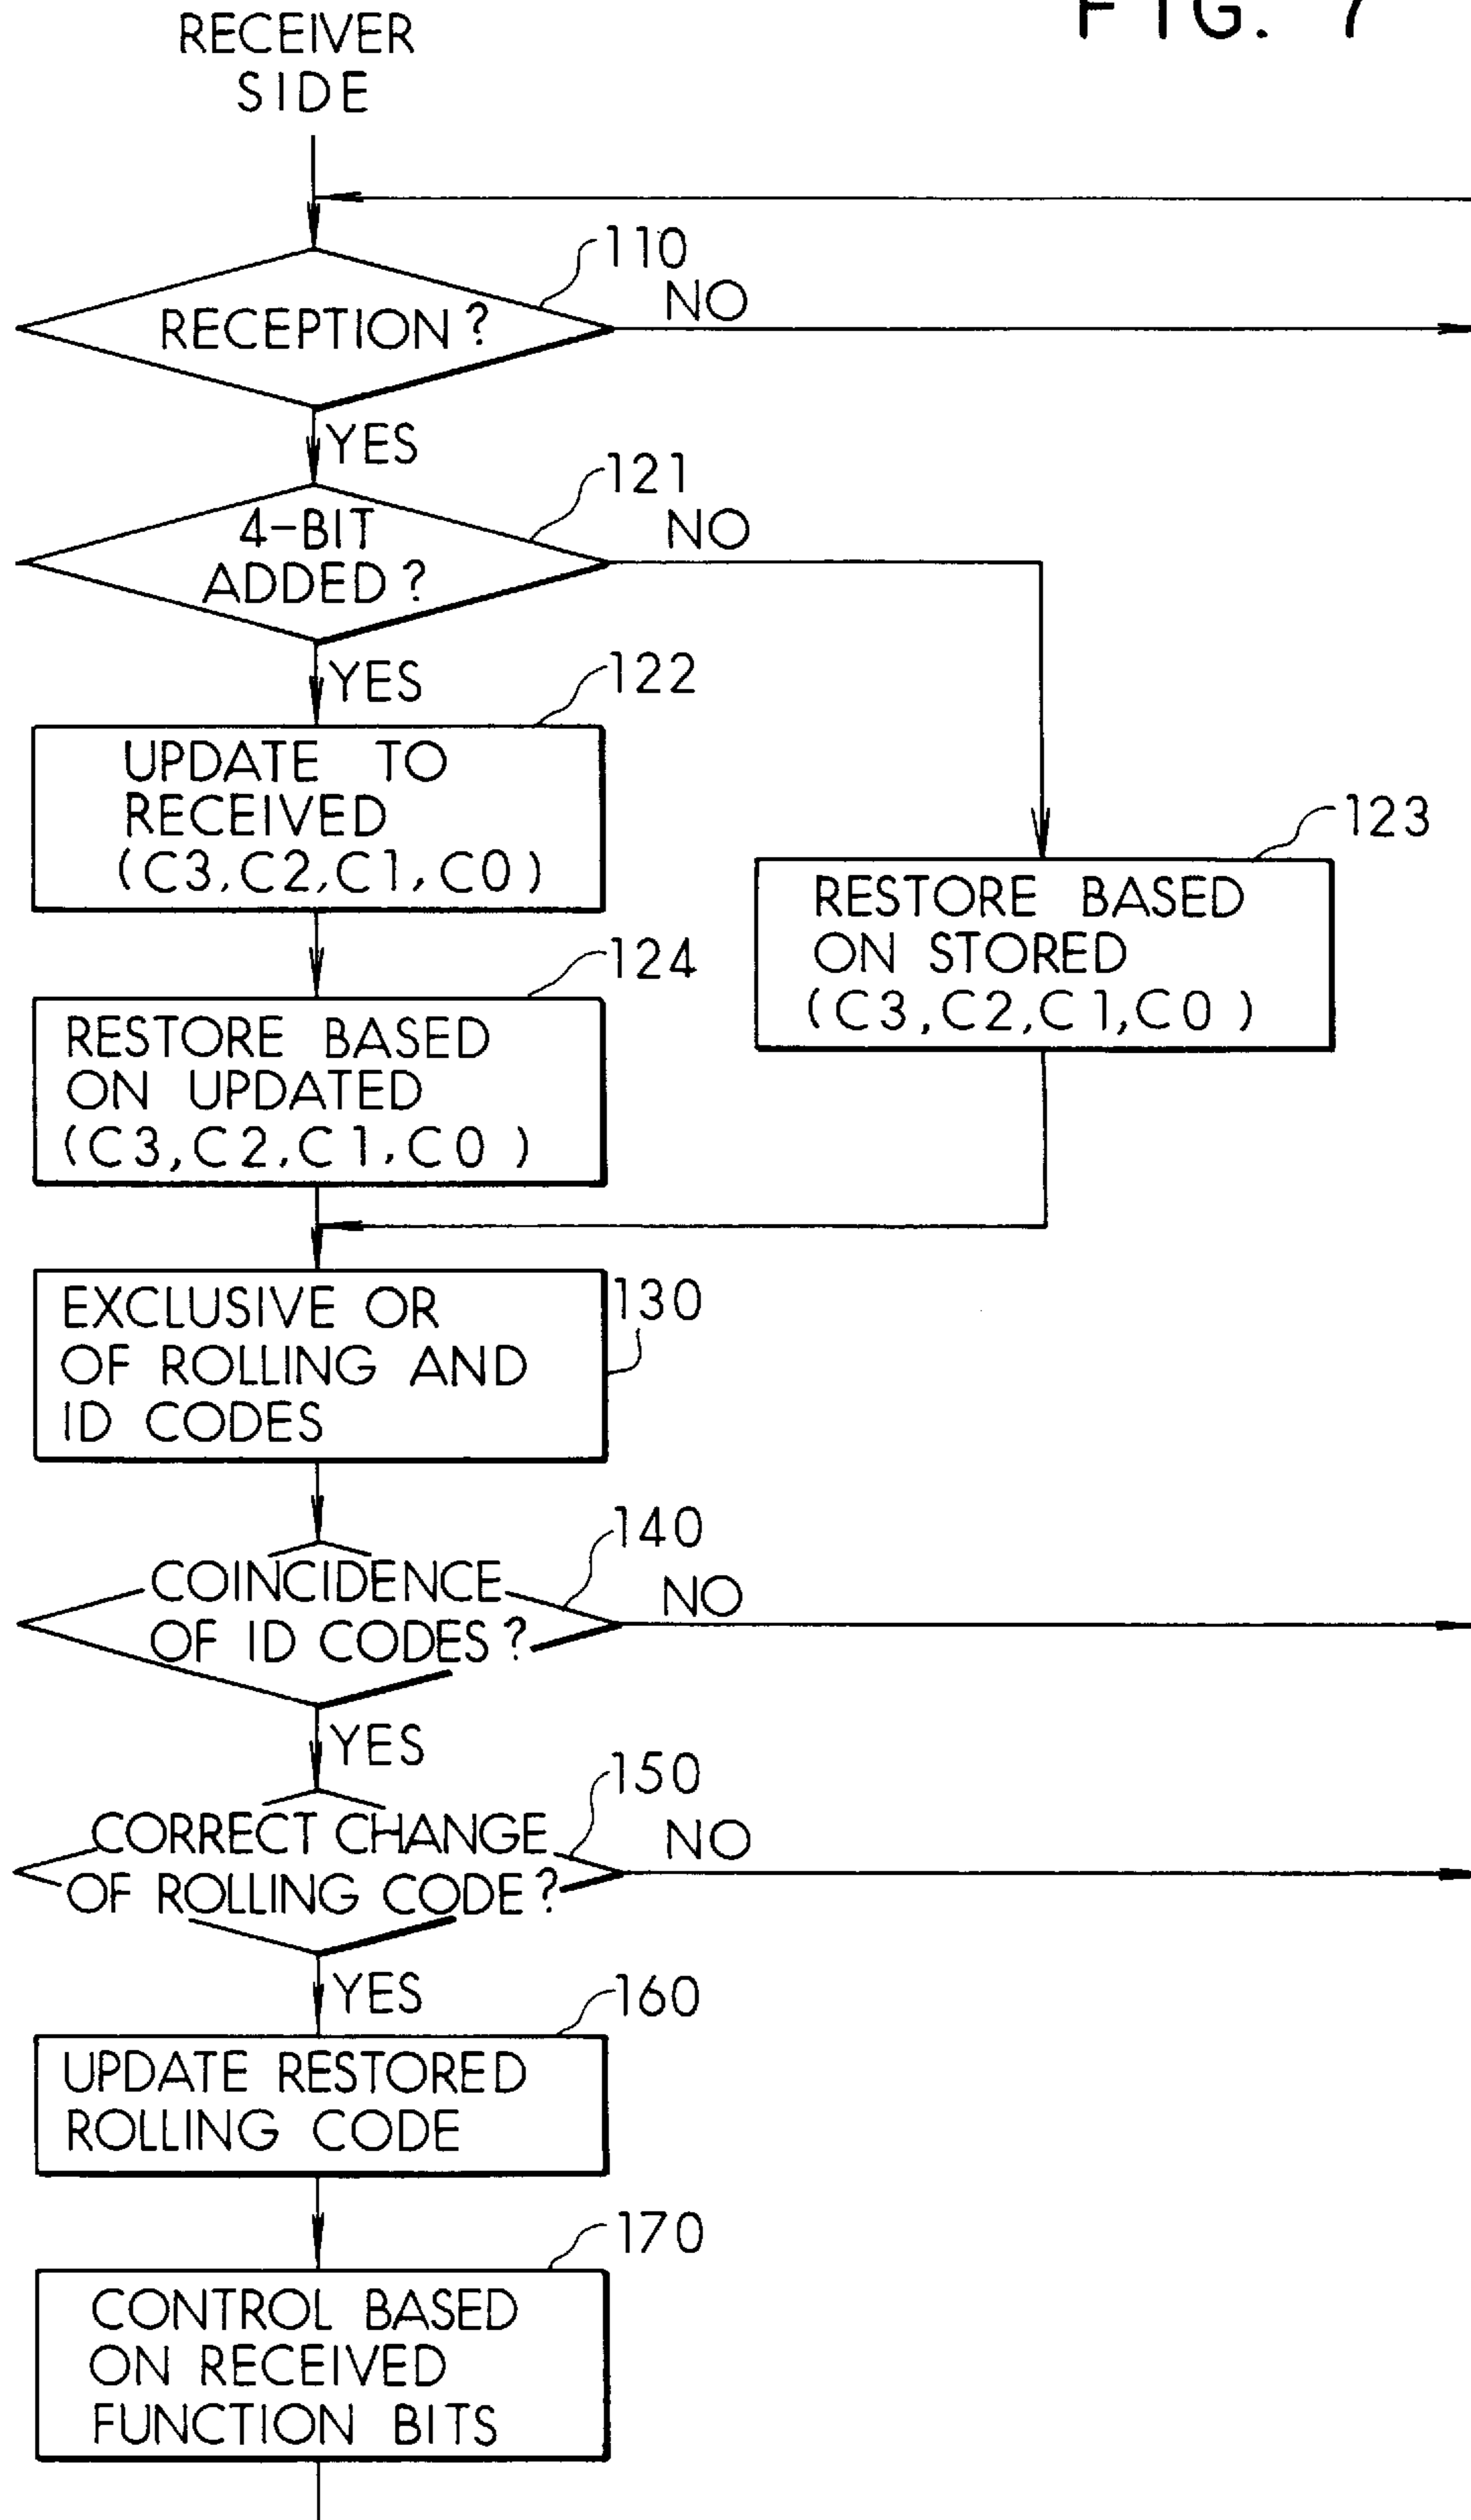 FIG. 7
RECEIVER
SIDE
110
NO
RECEPTION?
YES
121
NO
4-BIT
ADDED?
YES
122
UPDATE TO
RECEIVED
(C3,C2,C1,C0)
123
RESTORE BASED
ON STORED
(C3,C2,C1,C0)
124
RESTORE BASED
ON UPDATED
(C3,C2,C1,C0)
130
EXCLUSIVE OR
OF ROLLING AND
ID CODES
140
NO
COINCIDENCE
OF ID CODES?
YES
150
NO
CORRECT CHANGE
OF ROLLING CODE?
YES
160
UPDATE RESTORED
ROLLING CODE
170
CONTROL BASED
ON RECEIVED
FUNCTION BITS